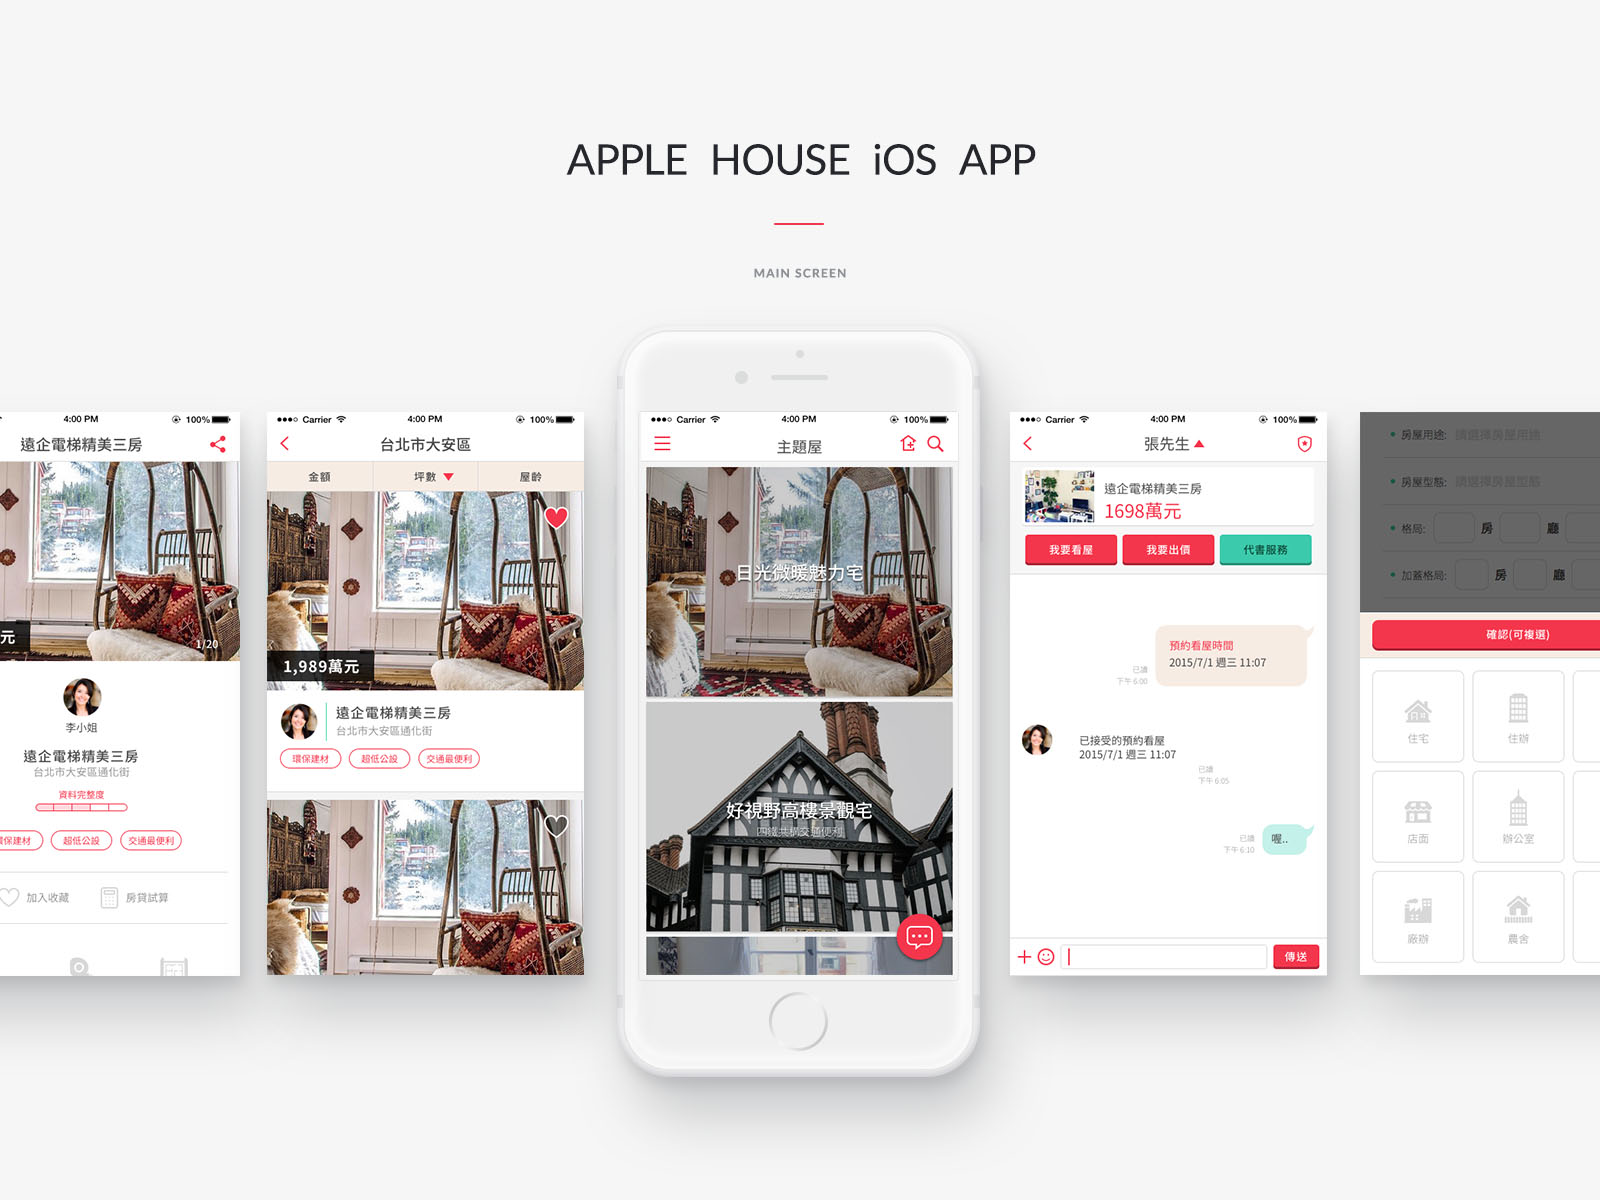 APPLE HOUSE iOS APP
MAIN SCREEN
4:00 PM
100%
遠企電梯精美三房
元
1/20
李小姐
遠企電梯精美三房
台北市大安區通化街
資料完整度
環保建材
超低公設
交通最便利
加入收藏
房貸試算
Carrier
4:00 PM
100%
台北市大安區
金額
坪數
屋齡
1,989萬元
遠企電梯精美三房
台北市大安區通化街
環保建材
超低公設
交通最便利
Carrier
4:00 PM
100%
主題屋
日光微暖魅力宅
好視野高樓景觀宅
四鐵共構交通便利
Carrier
4:00 PM
100%
張先生
遠企電梯精美三房
1698萬元
我要看屋
我要出價
代書服務
預約看屋時間
2015/7/1 週三 11:07
已讀
下午 6:00
已接受的預約看屋
2015/7/1 週三 11:07
已讀
下午 6:05
喔..
已讀
下午 6:10
傳送
房屋用途: 請選擇房屋用途
房屋型態: 請選擇房屋型態
格局: 房 廳
加蓋格局: 房 廳
確認(可複選)
住宅
住辦
店面
辦公室
廠辦
農舍